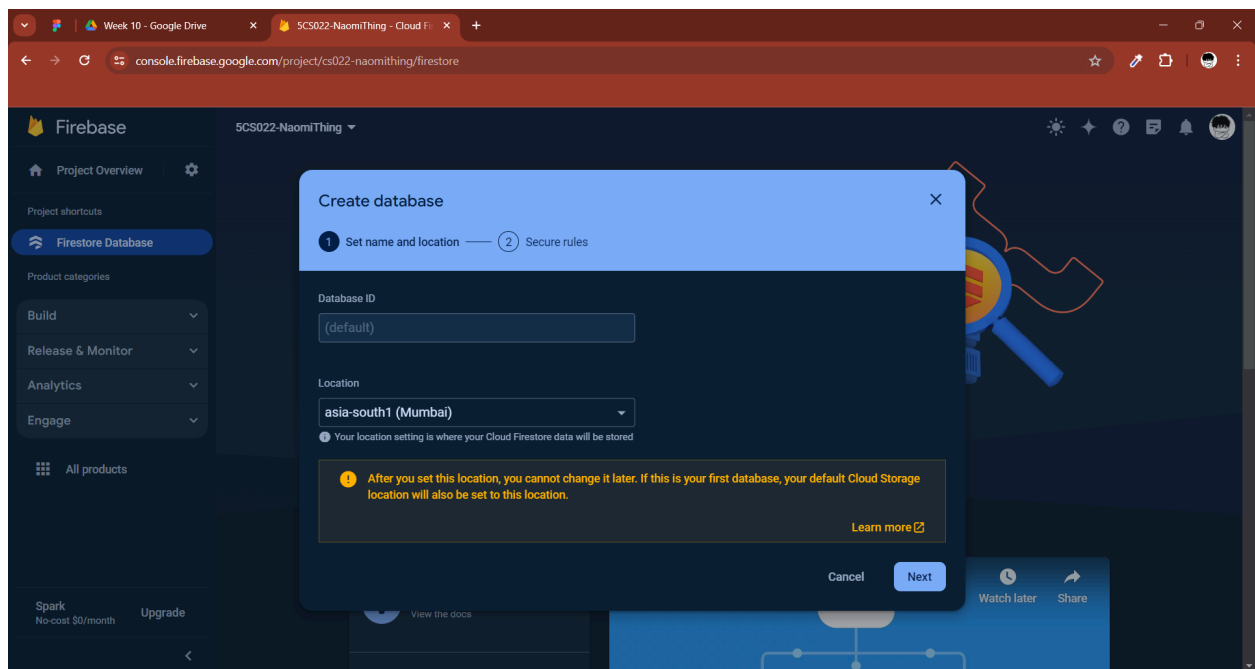 Week 10 - Google Drive
5CS022-NaomiThing - Cloud Fi
console.firebase.google.com/project/cs022-naomithing/firestore
Firebase
5CS022-NaomiThing
Project Overview
Project shortcuts
Firestore Database
Product categories
Build
Release & Monitor
Analytics
Engage
All products
Spark
No-cost $0/month
Upgrade
Create database
1 Set name and location
2 Secure rules
Database ID
(default)
Location
asia-south1 (Mumbai)
Your location setting is where your Cloud Firestore data will be stored
After you set this location, you cannot change it later. If this is your first database, your default Cloud Storage
location will also be set to this location.
Learn more
Cancel
Next
View the docs
Watch later
Share